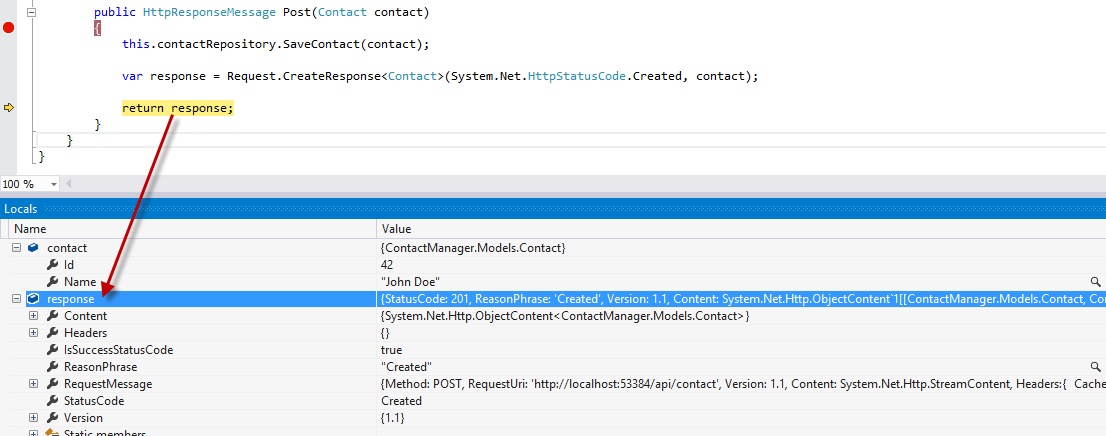 public HttpResponseMessage Post(Contact contact)
{
this.contactRepository.SaveContact(contact);
var response = Request.CreateResponse<Contact>(System.Net.HttpStatusCode.Created, contact);
return response;
}
}
}
100 %
Locals
Name Value
contact {ContactManager.Models.Contact}
Id 42
Name "John Doe"
response {StatusCode: 201, ReasonPhrase: 'Created', Version: 1.1, Content: System.Net.Http.ObjectContent`1[[ContactManager.Models.Contact, Co
Content {System.Net.Http.ObjectContent<ContactManager.Models.Contact>}
Headers {}
IsSuccessStatusCode true
ReasonPhrase "Created"
RequestMessage {Method: POST, RequestUri: 'http://localhost:53384/api/contact', Version: 1.1, Content: System.Net.Http.StreamContent, Headers:{ Cache
StatusCode Created
Version {1.1}
Static members